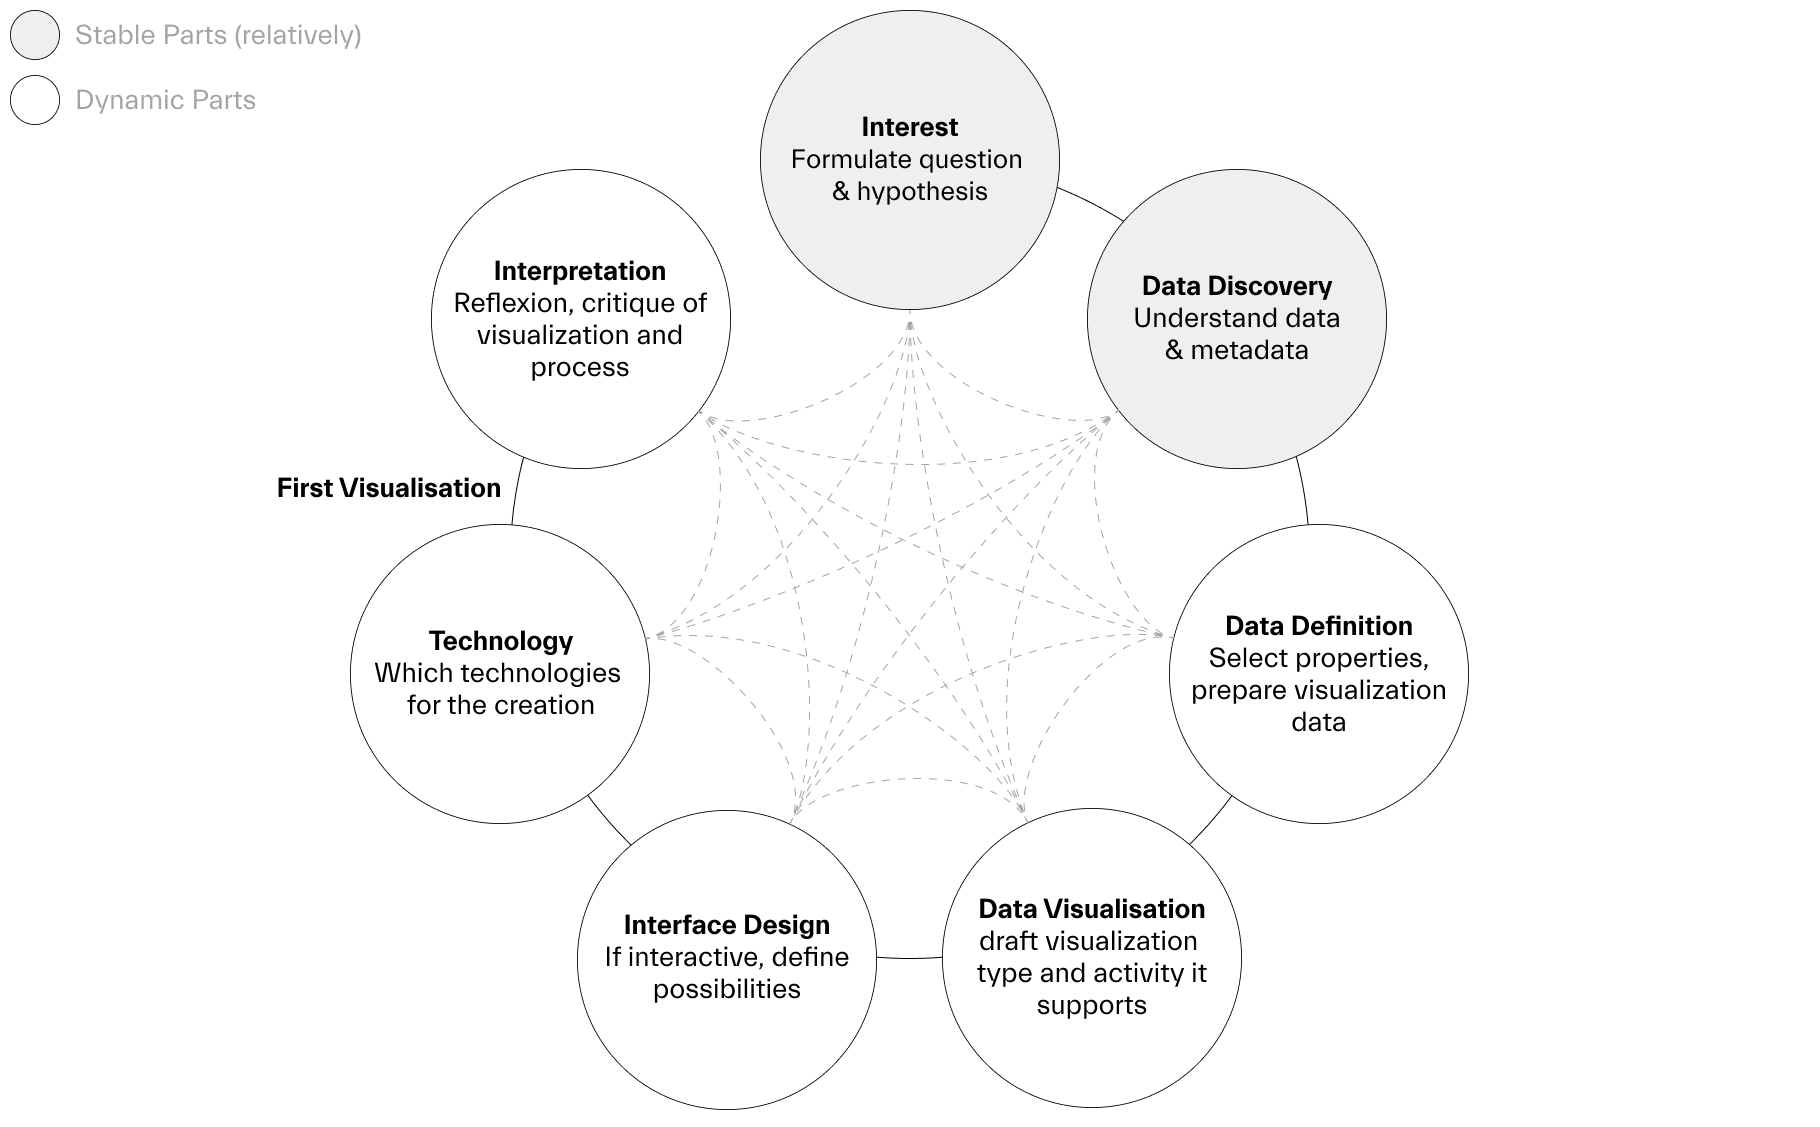 Stable Parts (relatively)
Dynamic Parts
Interest
Formulate question
& hypothesis
Data Discovery
Understand data
& metadata
Data Definition
Select properties,
prepare visualization
data
Data Visualisation
draft visualization
type and activity it
supports
Interface Design
If interactive, define
possibilities
Technology
Which technologies
for the creation
First Visualisation
Interpretation
Reflexion, critique of
visualization and
process